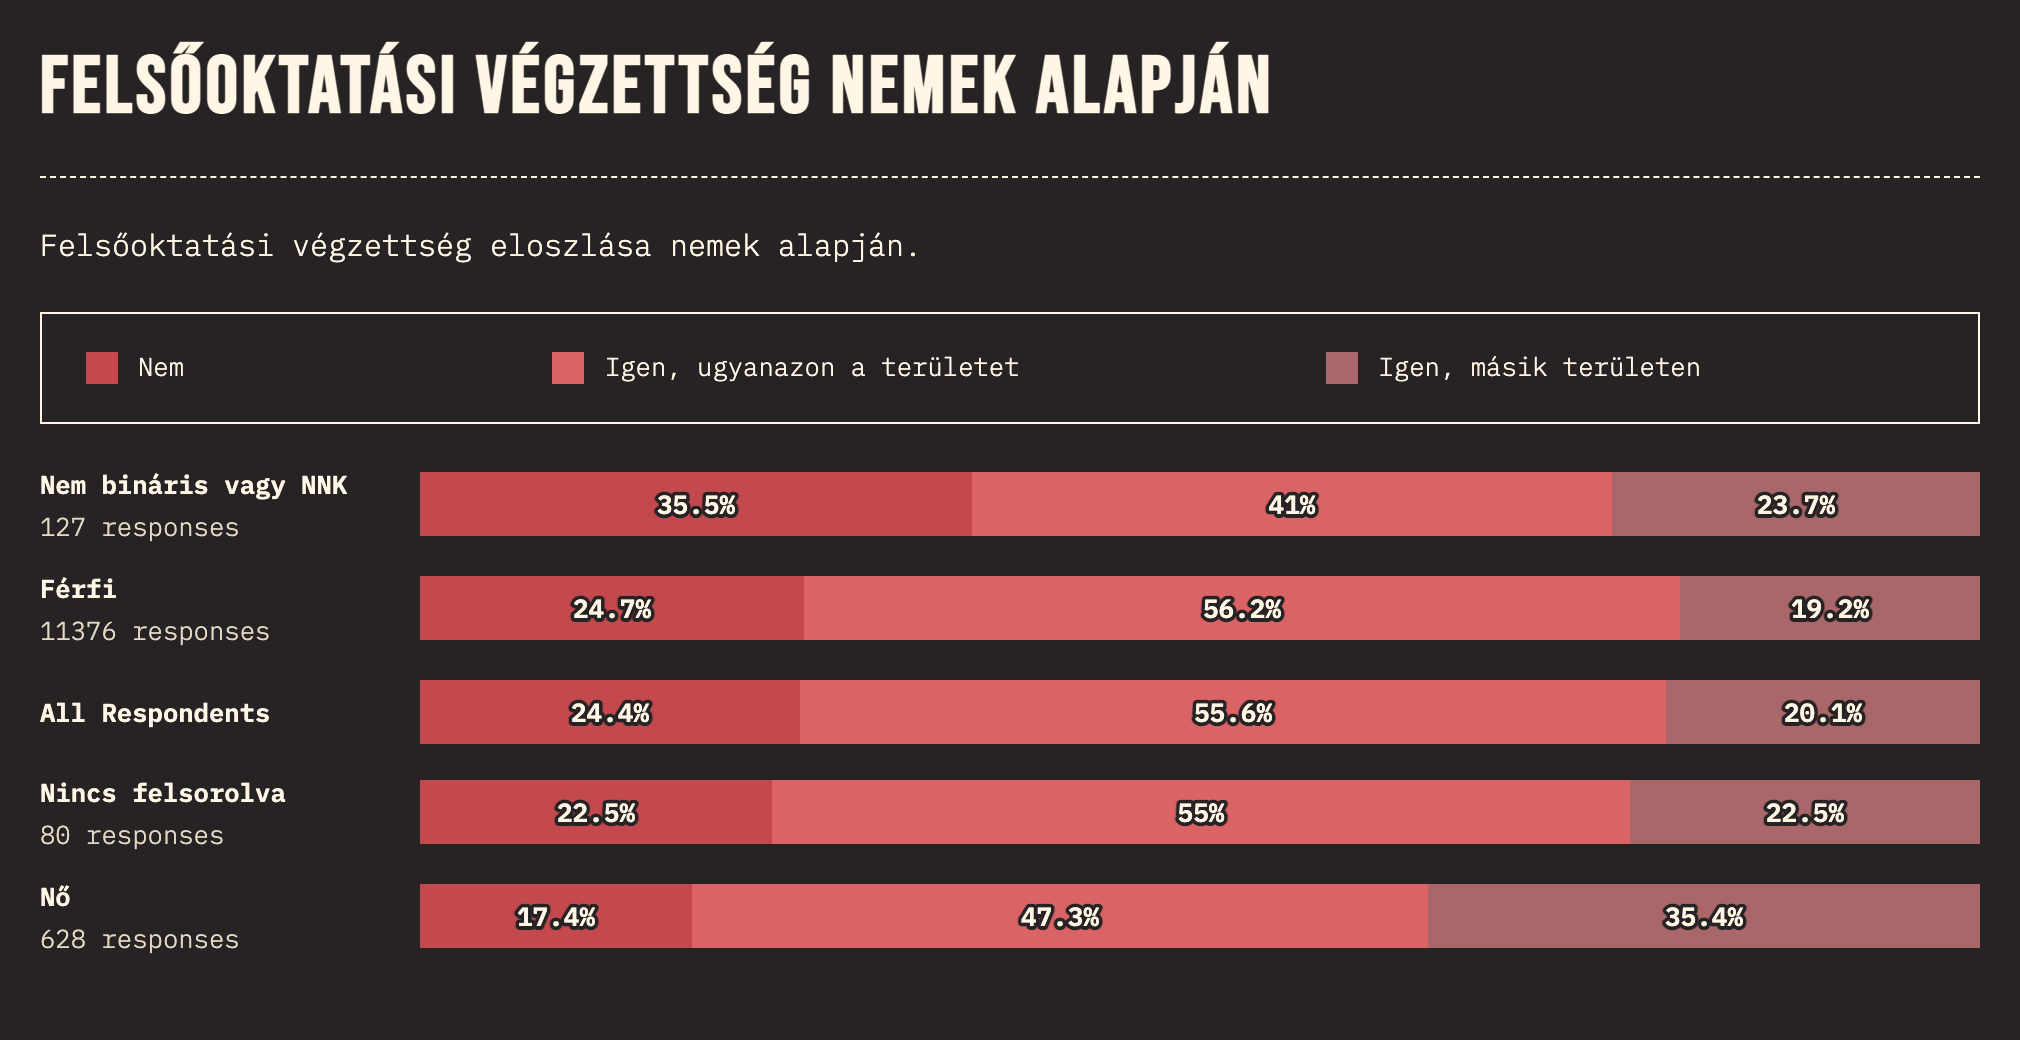 FELSŐOKTATÁSI VÉGZETTSÉG NEMEK ALAPJÁN
Felsőoktatási végzettség eloszlása nemek alapján.
Nem
Igen, ugyanazon a területet
Igen, másik területen
Nem bináris vagy NNK
127 responses
35.5%
41%
23.7%
Férfi
11376 responses
24.7%
56.2%
19.2%
All Respondents
24.4%
55.6%
20.1%
Nincs felsorolva
80 responses
22.5%
55%
22.5%
Nő
628 responses
17.4%
47.3%
35.4%